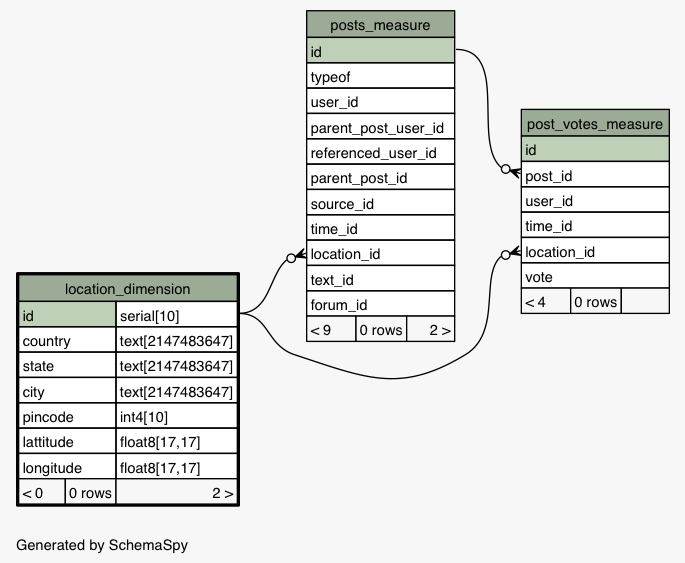 posts_measure
id
typeof
user_id
parent_post_user_id
referenced_user_id
parent_post_id
source_id
time_id
location_id
text_id
forum_id
< 9 0 rows 2 >
post_votes_measure
id
post_id
user_id
time_id
location_id
vote
< 4 0 rows
location_dimension
id serial[10]
country text[2147483647]
state text[2147483647]
city text[2147483647]
pincode int4[10]
lattitude float8[17,17]
longitude float8[17,17]
< 0 0 rows 2 >
Generated by SchemaSpy